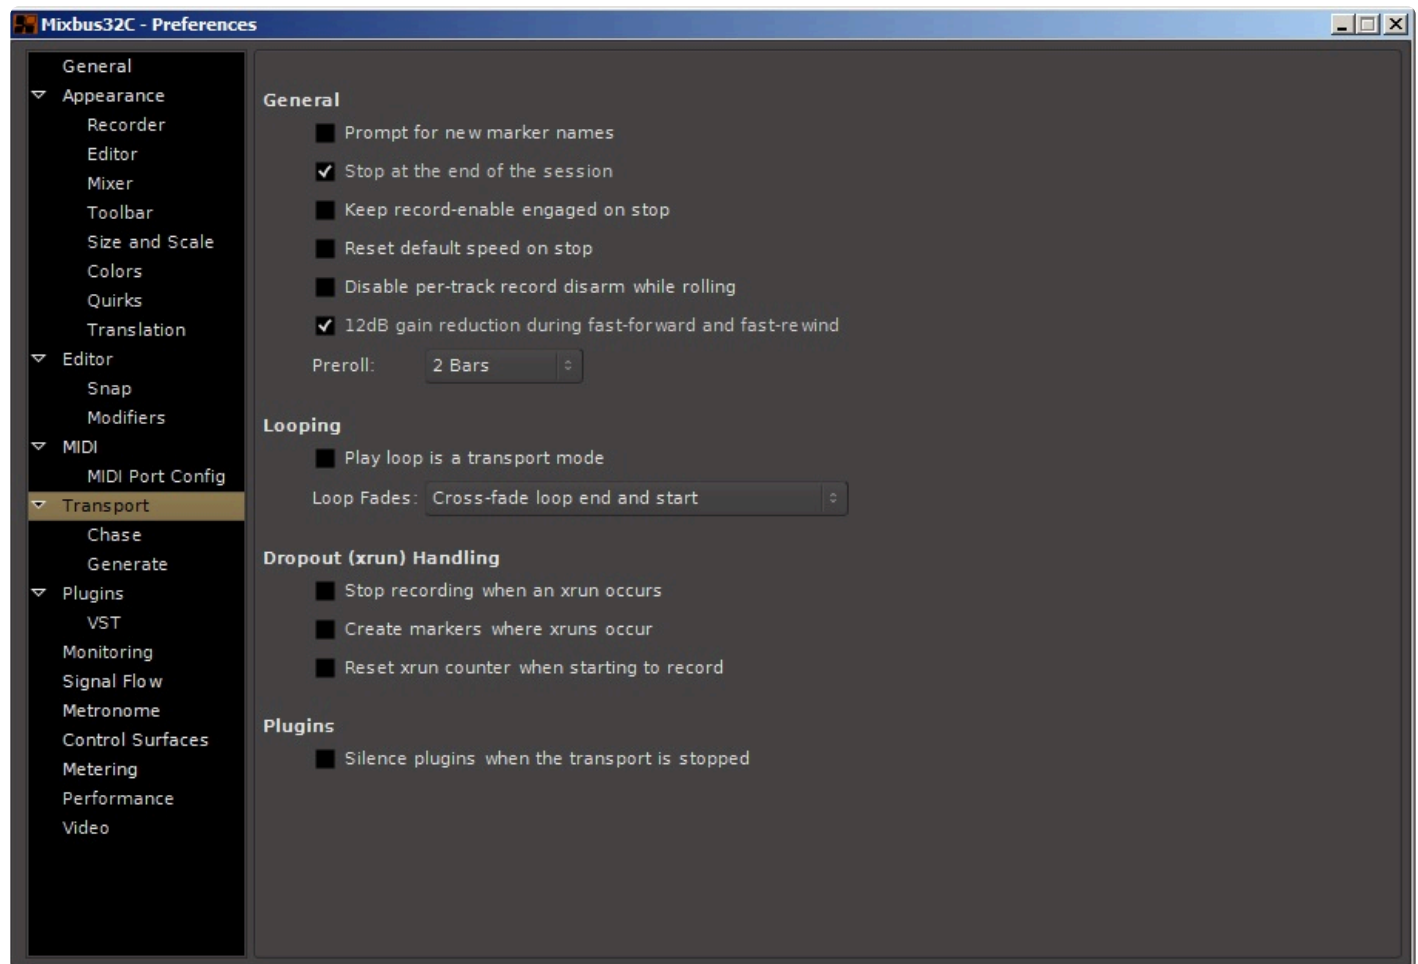 Mixbus32C - Preferences
General
Appearance
Recorder
Editor
Mixer
Toolbar
Size and Scale
Colors
Quirks
Translation
Editor
Snap
Modifiers
MIDI
MIDI Port Config
Transport
Chase
Generate
Plugins
VST
Monitoring
Signal Flow
Metronome
Control Surfaces
Metering
Performance
Video
General
Prompt for new marker names
Stop at the end of the session
Keep record-enable engaged on stop
Reset default speed on stop
Disable per-track record disarm while rolling
12dB gain reduction during fast-forward and fast-rewind
Preroll: 2 Bars
Looping
Play loop is a transport mode
Loop Fades: Cross-fade loop end and start
Dropout (xrun) Handling
Stop recording when an xrun occurs
Create markers where xruns occur
Reset xrun counter when starting to record
Plugins
Silence plugins when the transport is stopped